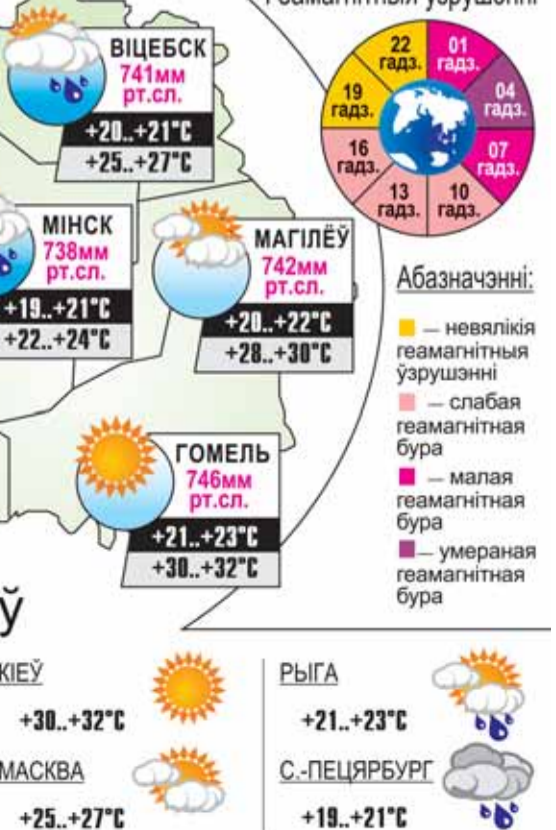 Геамагнітныя ўзрушэнні
ВІЦЕБСК
741мм
рт.сл.
+20..+21°C
+25..+27°C
МІНСК
738мм
рт.сл.
+19..+21°C
+22..+24°C
МАГІЛЁЎ
742мм
рт.сл.
+20..+22°C
+28..+30°C
ГОМЕЛЬ
746мм
рт.сл.
+21..+23°C
+30..+32°C
22
гадз.
01
гадз.
04
гадз.
07
гадз.
10
гадз.
13
гадз.
16
гадз.
19
гадз.
Абазначэнні:
– невялікія
геамагнітныя
ўзрушэнні
– слабая
геамагнітная
бура
– малая
геамагнітная
бура
– умераная
геамагнітная
бура
ў
КІЕЎ
+30..+32°C
МАСКВА
+25..+27°C
РЫГА
+21..+23°C
С.-ПЕЦЯРБУРГ
+19..+21°C